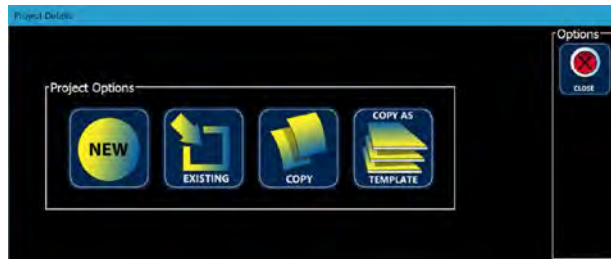 Project Details
Options
CLOSE
Project Options
NEW
EXISTING
COPY
COPY AS
TEMPLATE